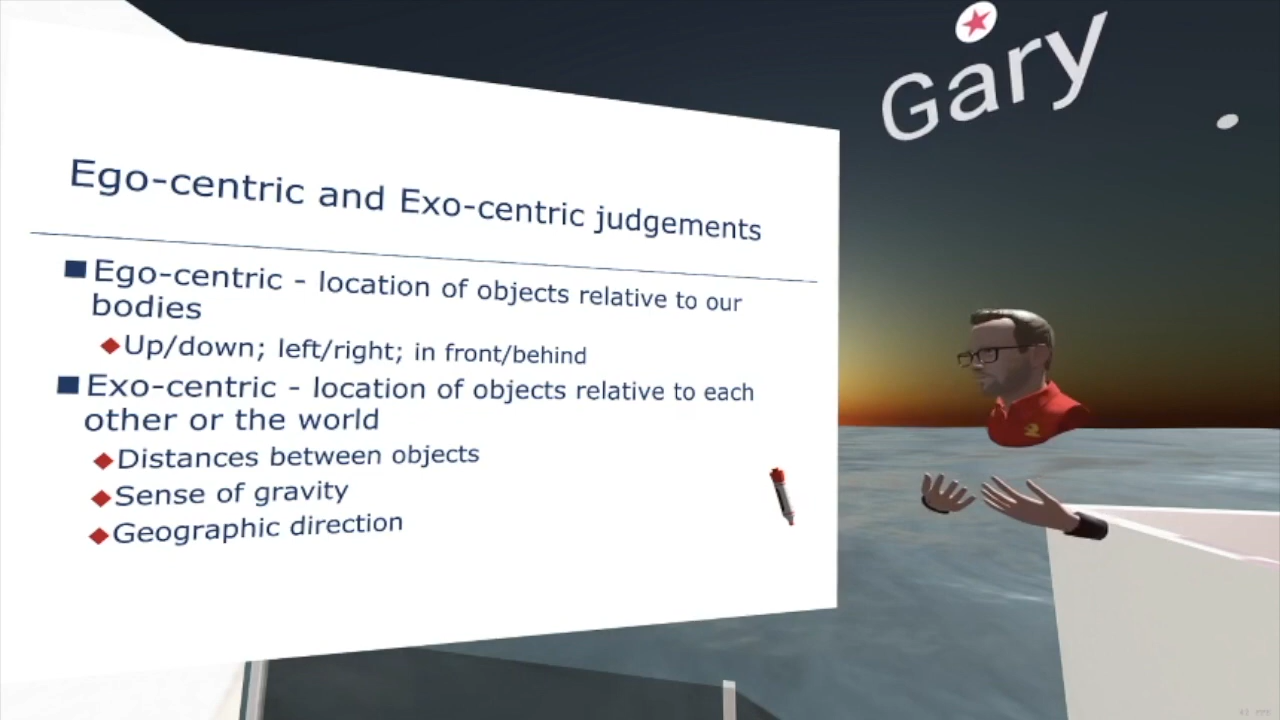 Gary
Ego-centric and Exo-centric judgements
Ego-centric - location of objects relative to our
bodies
Up/down; left/right; in front/behind
Exo-centric - location of objects relative to each
other or the world
Distances between objects
Sense of gravity
Geographic direction